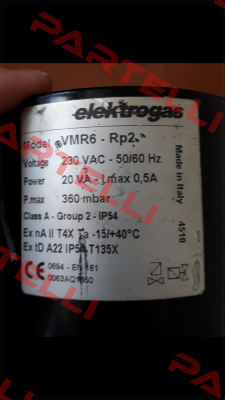 elektrogas
Model VMR6 - Rp2
Voltage 230 VAC - 50/60 Hz
Power 20 VA - I max 0,5A
P.max 360 mbar
Class A - Group 2 - IP54
Ex nA II T4X Ta -15/+40°C
Ex tD A22 IP54 T135X
CE 0694 - EN 161
0063AQ1350
Made in Italy
4510
PARTELLI